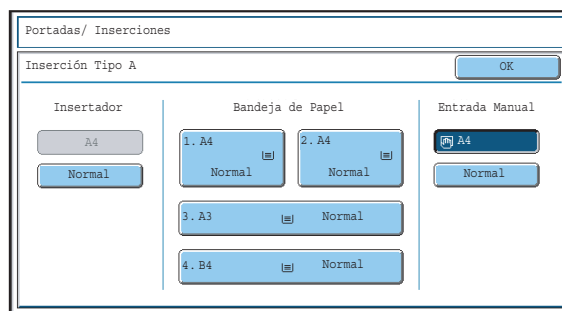 Portadas/ Inserciones
Inserción Tipo A
OK
Insertador
Bandeja de Papel
Entrada Manual
A4
1. A4
2. A4
A4
Normal
Normal
Normal
Normal
3. A3 Normal
4. B4 Normal